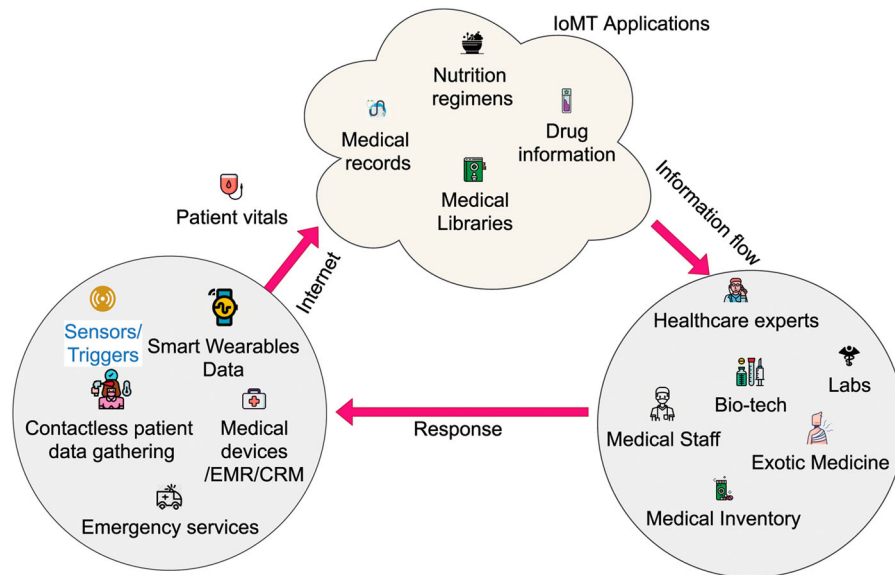 IoMT Applications
Nutrition
regimens
Medical
records
Drug
information
Medical
Libraries
Patient vitals
Internet
Information flow
Sensors/
Triggers
Smart Wearables
Data
Contactless patient
data gathering
Medical
devices
/EMR/CRM
Emergency services
Response
Healthcare experts
Labs
Bio-tech
Medical Staff
Exotic Medicine
Medical Inventory